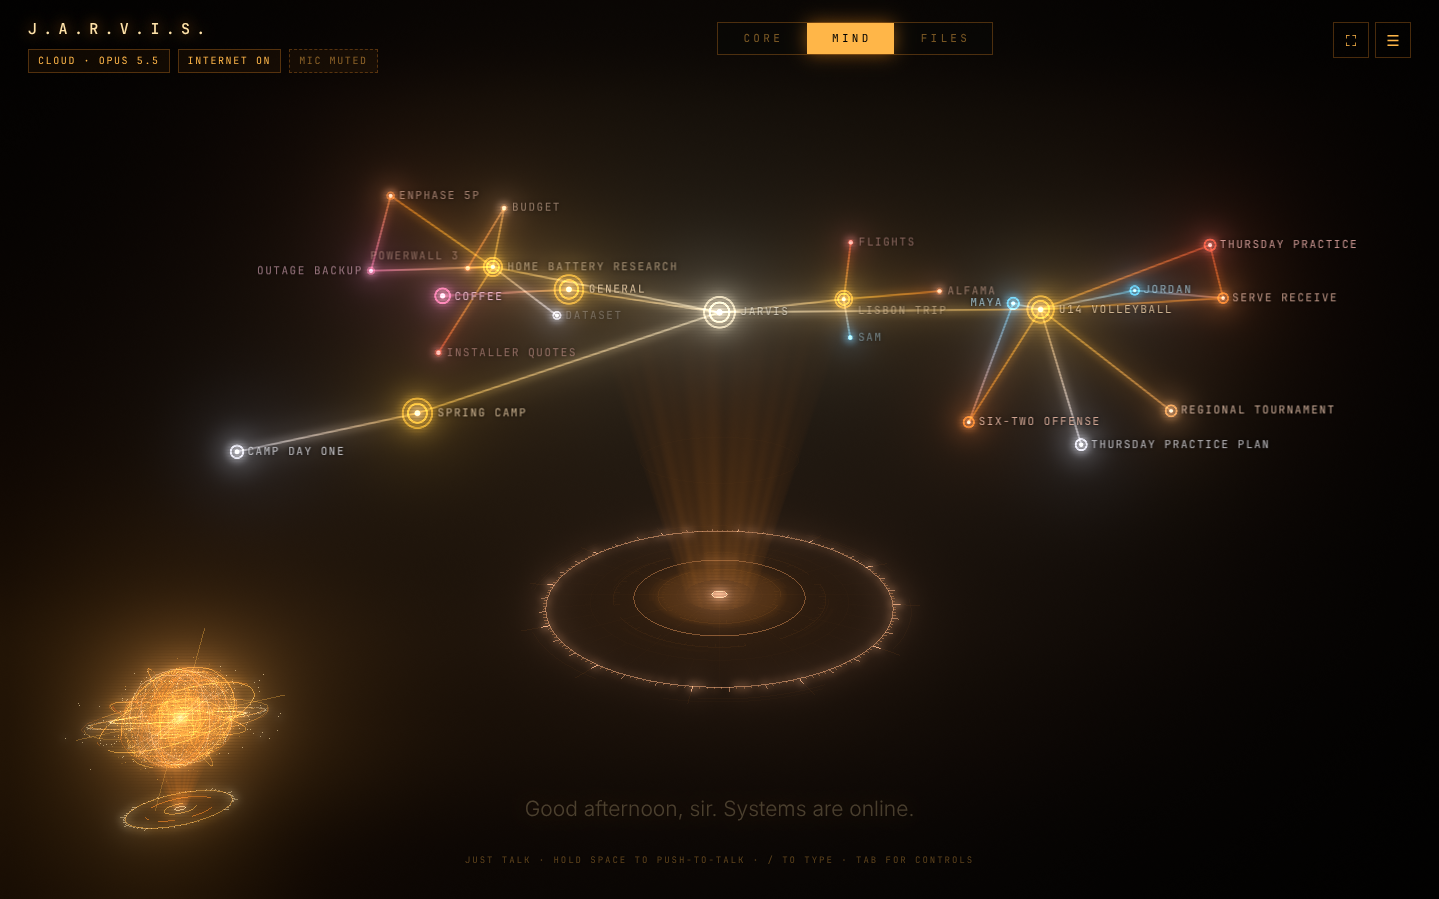 J.A.R.V.I.S.
CLOUD · OPUS 5.5
INTERNET ON
MIC MUTED
CORE
MIND
FILES
ENPHASE 5P
BUDGET
POWERWALL 3
OUTAGE BACKUP
HOME BATTERY RESEARCH
COFFEE
GENERAL
DATASET
INSTALLER QUOTES
SPRING CAMP
CAMP DAY ONE
JARVIS
FLIGHTS
ALFAMA
LISBON TRIP
SAM
MAYA
U14 VOLLEYBALL
JORDAN
THURSDAY PRACTICE
SERVE RECEIVE
SIX-TWO OFFENSE
REGIONAL TOURNAMENT
THURSDAY PRACTICE PLAN
Good afternoon, sir. Systems are online.
JUST TALK · HOLD SPACE TO PUSH-TO-TALK · / TO TYPE · TAB FOR CONTROLS